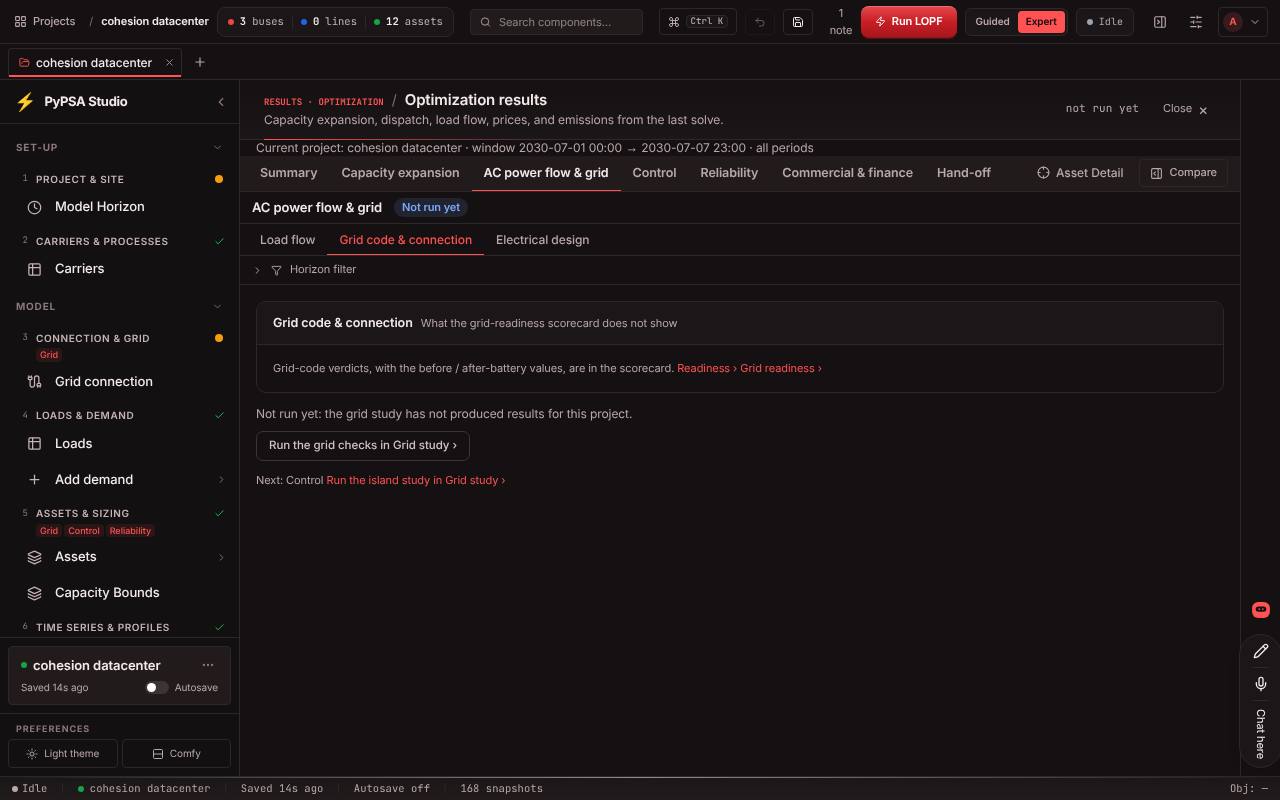 Projects / cohesion datacenter
3 buses 0 lines 12 assets
Search components...
⌘ Ctrl K
1 note
Run LOPF
Guided Expert
Idle
A
cohesion datacenter × +
⚡ PyPSA Studio
SET-UP
1 PROJECT & SITE
Model Horizon
2 CARRIERS & PROCESSES
Carriers
MODEL
3 CONNECTION & GRID
Grid
Grid connection
4 LOADS & DEMAND
Loads
Add demand
5 ASSETS & SIZING
Grid Control Reliability
Assets
Capacity Bounds
6 TIME SERIES & PROFILES
cohesion datacenter ...
Saved 14s ago Autosave
PREFERENCES
Light theme Comfy
RESULTS · OPTIMIZATION / Optimization results
Capacity expansion, dispatch, load flow, prices, and emissions from the last solve.
not run yet Close ×
Current project: cohesion datacenter · window 2030-07-01 00:00 → 2030-07-07 23:00 · all periods
Summary Capacity expansion AC power flow & grid Control Reliability Commercial & finance Hand-off Asset Detail Compare
AC power flow & grid Not run yet
Load flow Grid code & connection Electrical design
Horizon filter
Grid code & connection What the grid-readiness scorecard does not show
Grid-code verdicts, with the before / after-battery values, are in the scorecard. Readiness › Grid readiness ›
Not run yet: the grid study has not produced results for this project.
Run the grid checks in Grid study ›
Next: Control Run the island study in Grid study ›
Chat here
Idle cohesion datacenter Saved 14s ago Autosave off 168 snapshots Obj: —